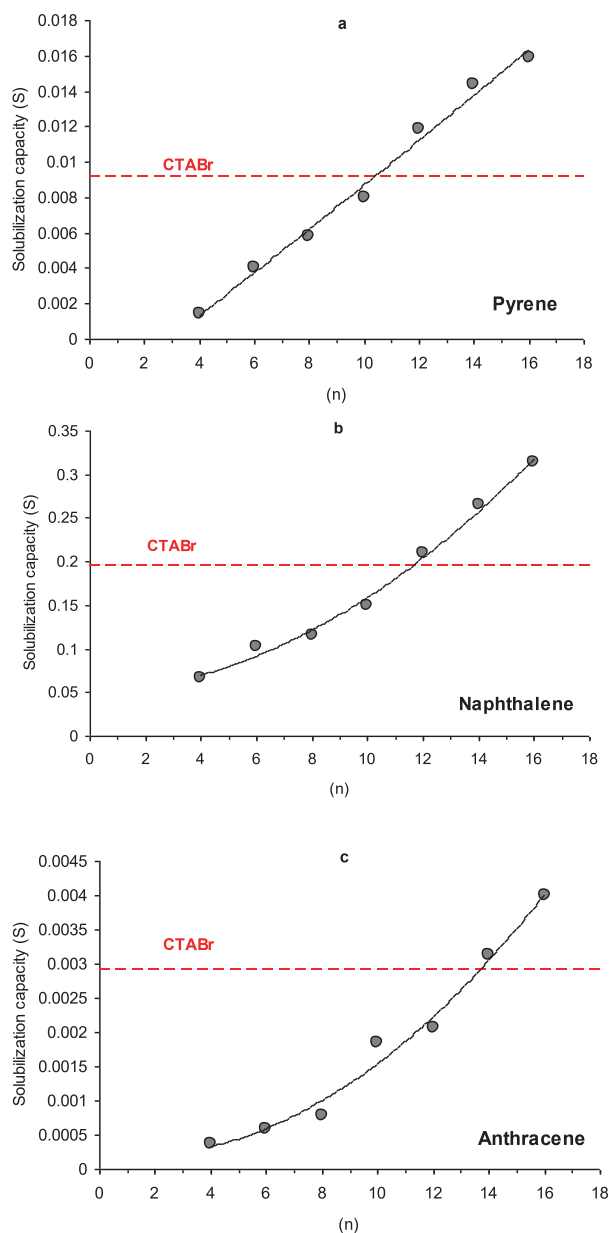 a
0.018
0.016
0.014
0.012
0.01
0.008
0.006
0.004
0.002
0
Solubilization capacity (S)
CTABr
Pyrene
0 2 4 6 8 10 12 14 16 18
(n)
b
0.35
0.3
0.25
0.2
0.15
0.1
0.05
0
Solubilization capacity (S)
CTABr
Naphthalene
0 2 4 6 8 10 12 14 16 18
(n)
c
0.0045
0.004
0.0035
0.003
0.0025
0.002
0.0015
0.001
0.0005
0
Solubilization capacity (S)
CTABr
Anthracene
0 2 4 6 8 10 12 14 16 18
(n)